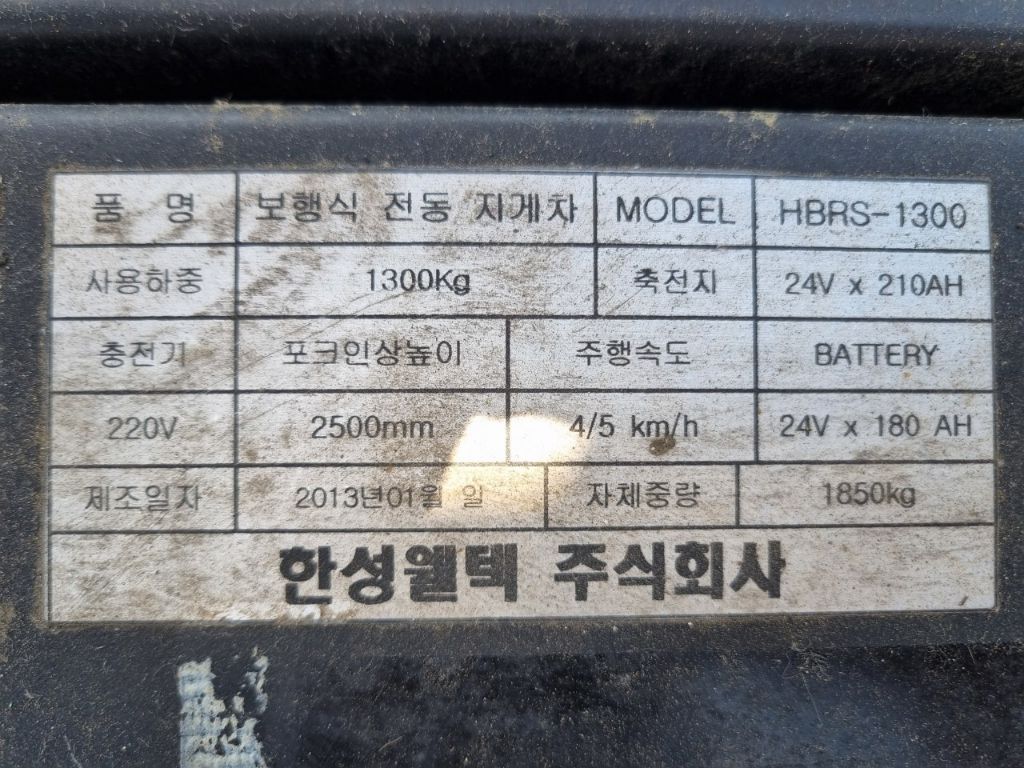 품 명 보행식 전동 지게차 MODEL HBRS-1300
사용하중 1300Kg 축전지 24V x 210AH
충전기 포크인상높이 주행속도 BATTERY
220V 2500mm 4/5 km/h 24V x 180 AH
제조일자 2013년01월 일 자체중량 1850kg
한성웰텍 주식회사